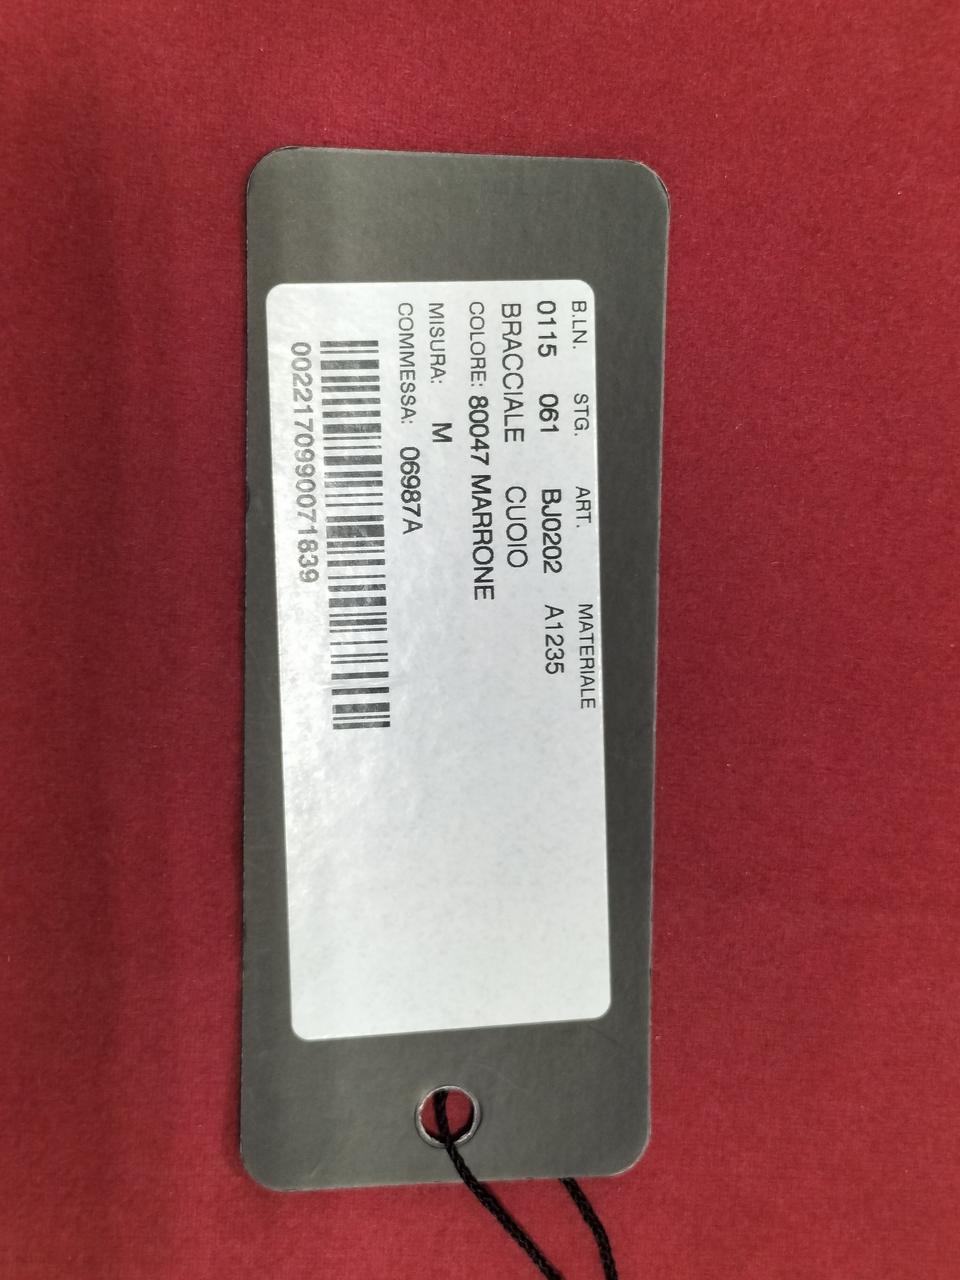 B.LN. STG. ART. MATERIALE
0115 061 BJ0202 A1235
BRACCIALE CUOIO
COLORE: 80047 MARRONE
MISURA: M
COMMESSA: 06987A
0022170990071839